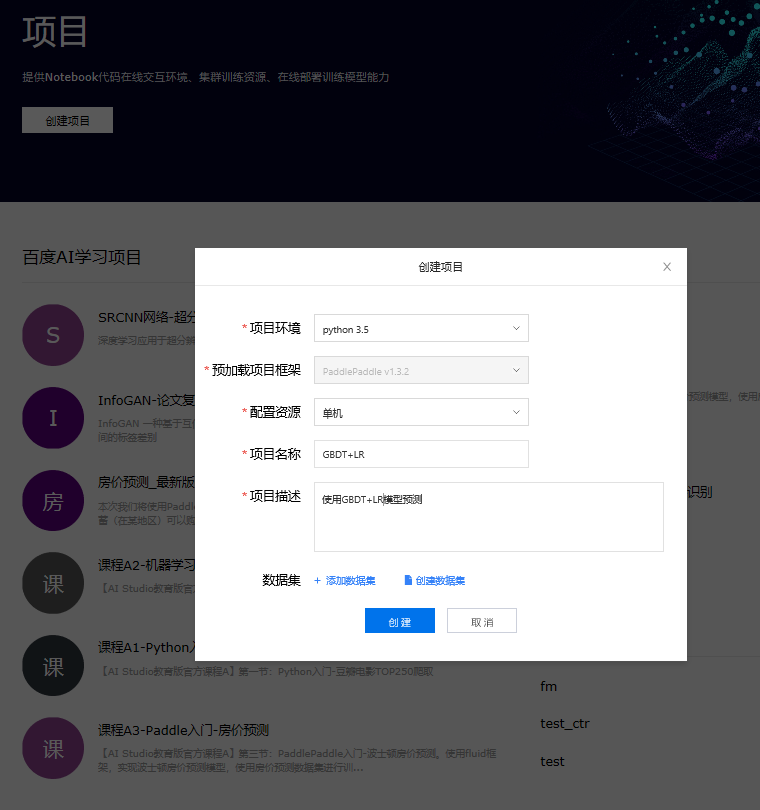 项目
提供Notebook代码在线交互环境、集群训练资源、在线部署训练模型能力
创建项目
百度AI学习项目
创建项目
X
S
SRCNN网络-超分
深度学习应用于超分辨
* 项目环境
python 3.5
* 预加载项目框架
PaddlePaddle v1.3.2
I
InfoGAN-论文复
InfoGAN 一种基于互信
间的标签差别
预测模型，使用房
* 配置资源
单机
* 项目名称
GBDT+LR
房
房价预测_最新版
本次我们将使用Paddle
蓄（在某地区）可以购
识别
* 项目描述
使用GBDT+LR模型预测
课
课程A2-机器学习
【AI Studio教育版官方
数据集
+ 添加数据集
创建数据集
创 建
取 消
课
课程A1-Python入
【AI Studio教育版官方课程A】第一节：Python入门-豆瓣电影TOP250爬取
fm
课
课程A3-Paddle入门-房价预测
【AI Studio教育版官方课程A】第三节：PaddlePaddle入门-波士顿房价预测。使用fluid框
架，实现波士顿房价预测模型，使用房价预测数据集进行训...
test_ctr
test